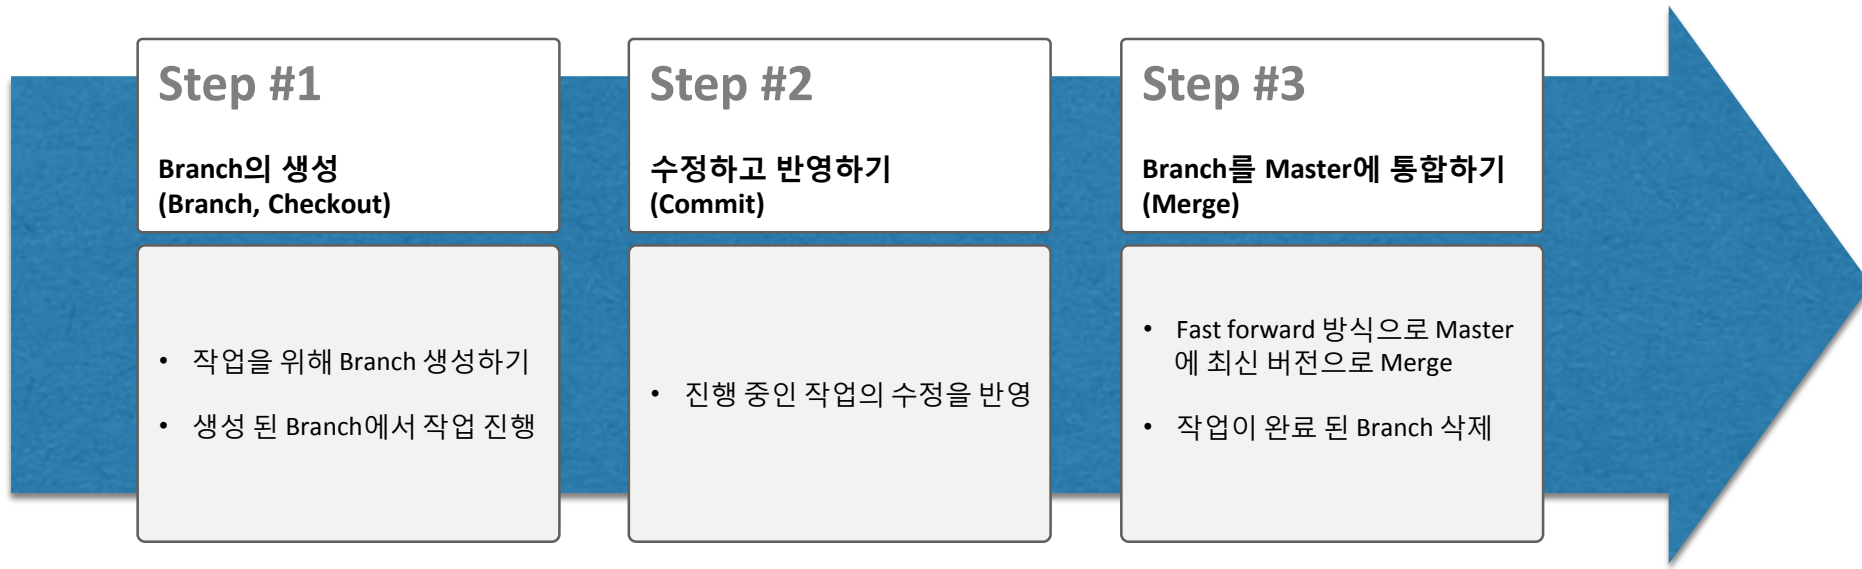 Step #1
Branch의 생성
(Branch, Checkout)
• 작업을 위해 Branch 생성하기
• 생성 된 Branch에서 작업 진행
Step #2
수정하고 반영하기
(Commit)
• 진행 중인 작업의 수정을 반영
Step #3
Branch를 Master에 통합하기
(Merge)
• Fast forward 방식으로 Master
에 최신 버전으로 Merge
• 작업이 완료 된 Branch 삭제